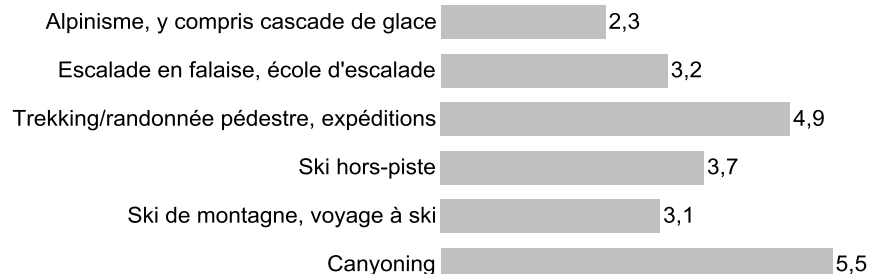 Alpinisme, y compris cascade de glace 2,3
Escalade en falaise, école d'escalade 3,2
Trekking/randonnée pédestre, expéditions 4,9
Ski hors-piste 3,7
Ski de montagne, voyage à ski 3,1
Canyoning 5,5